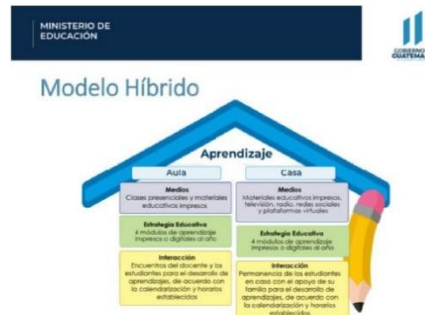 MINISTERIO DE
EDUCACIÓN
GOBIERNO
GUATEMA
Modelo Híbrido
Aprendizaje
Aula
Medios
Clases presenciales y materiales
educativos impresos
Estrategia Educativa
4 módulos de aprendizaje
impresos o digitales al año
Interacción
Encuentros del docente y los
estudiantes para el desarrollo de
aprendizajes, de acuerdo con
la calendarización y horarios
establecidos
Casa
Medios
Materiales educativos impresos,
televisión, radio, redes sociales
y plataformas virtuales
Estrategia Educativa
4 módulos de aprendizaje
impresos o digitales al año
Interacción
Permanencia de los estudiantes
en casa con el apoyo de su
familia para el desarrollo de
aprendizajes, de acuerdo con
la calendarización y horarios
establecidos